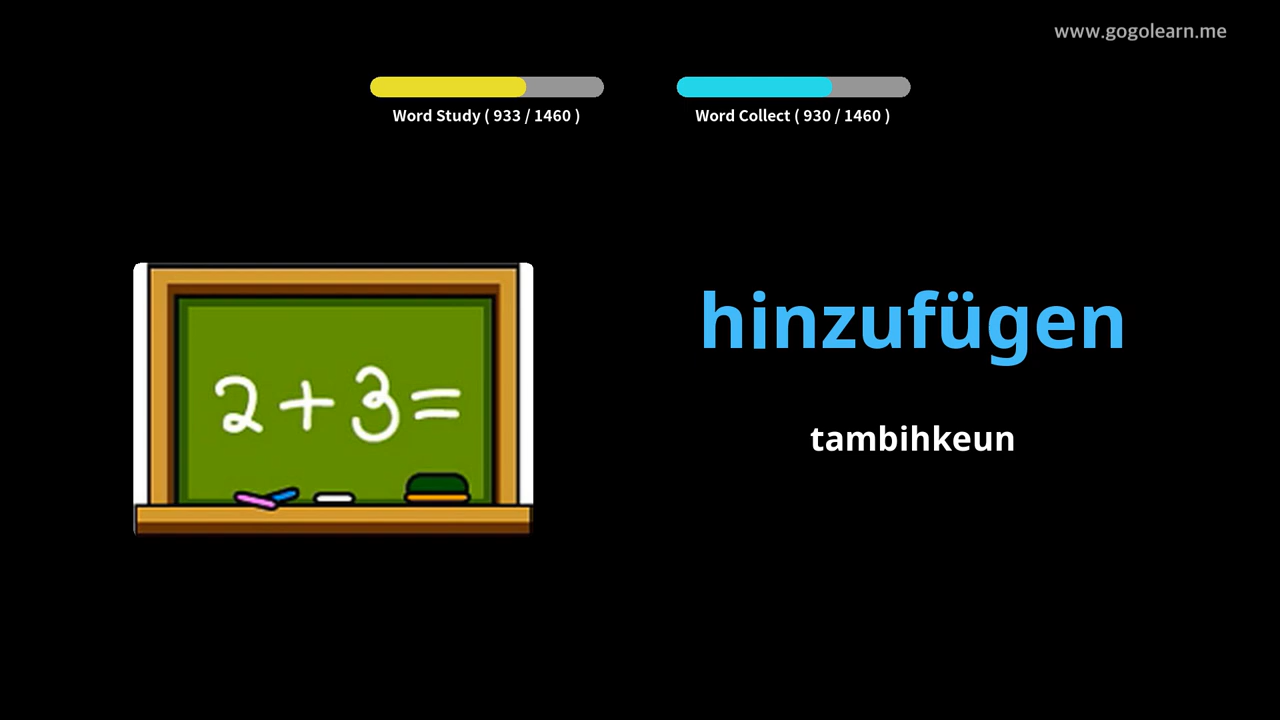 www.gogolearn.me
Word Study ( 933 / 1460 )
Word Collect ( 930 / 1460 )
2 + 3 =
hinzufügen
tambihkeun